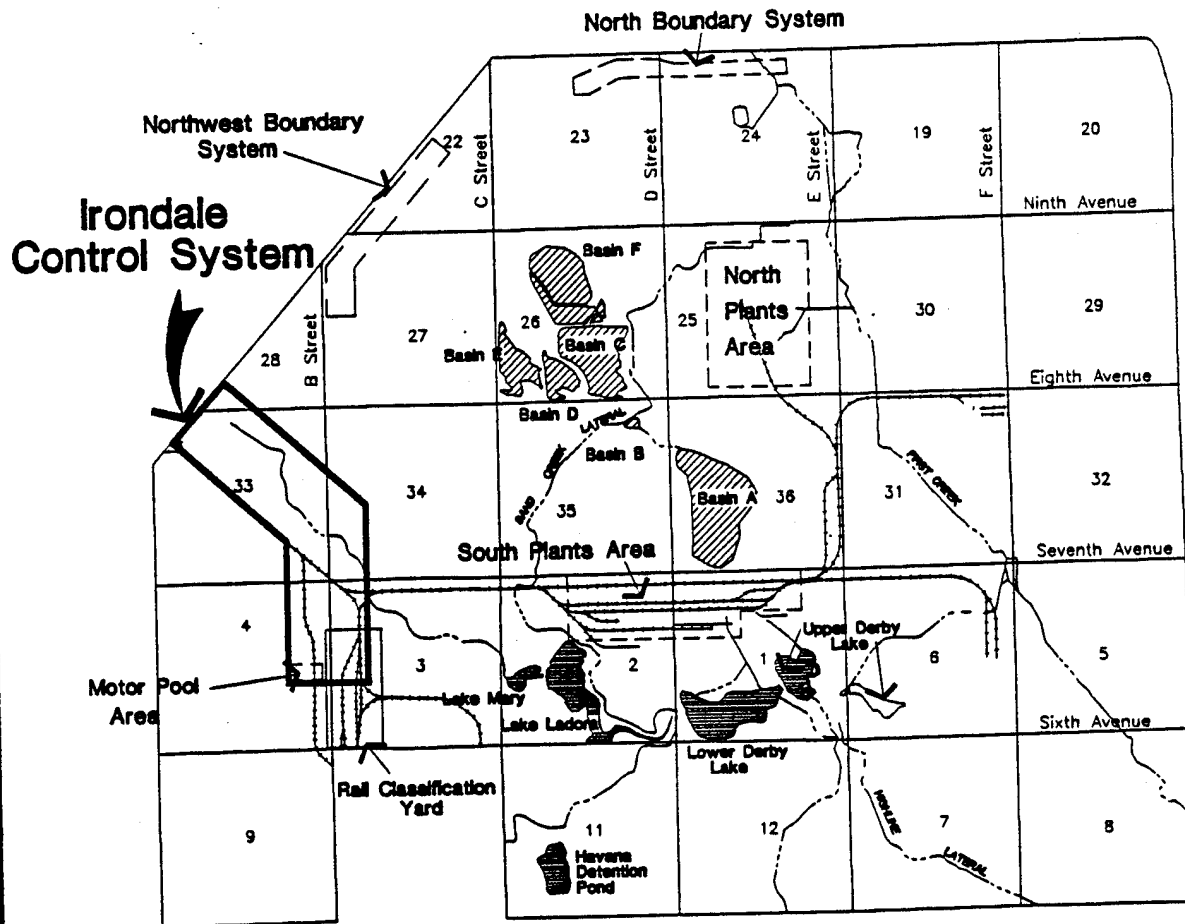 North Boundary System
Northwest Boundary
System
22
23
24
19
20
C Street
D Street
E Street
F Street
Ninth Avenue
Irondale
Control System
Basin F
North
Plants
Area
28
B Street
27
26
25
30
29
Basin E
Basin C
Eighth Avenue
Basin D
SAND CREEK LATERAL
Basin B
33
34
35
Basin A
36
31
FIRST CREEK
32
South Plants Area
Seventh Avenue
4
3
2
1
Upper Derby
Lake
6
5
Motor Pool
Area
Lake Mary
Lake Ladora
Sixth Avenue
Lower Derby
Lake
Rail Classification
Yard
9
11
12
HIGHLINE
LATERAL
7
8
Havana
Detention
Pond